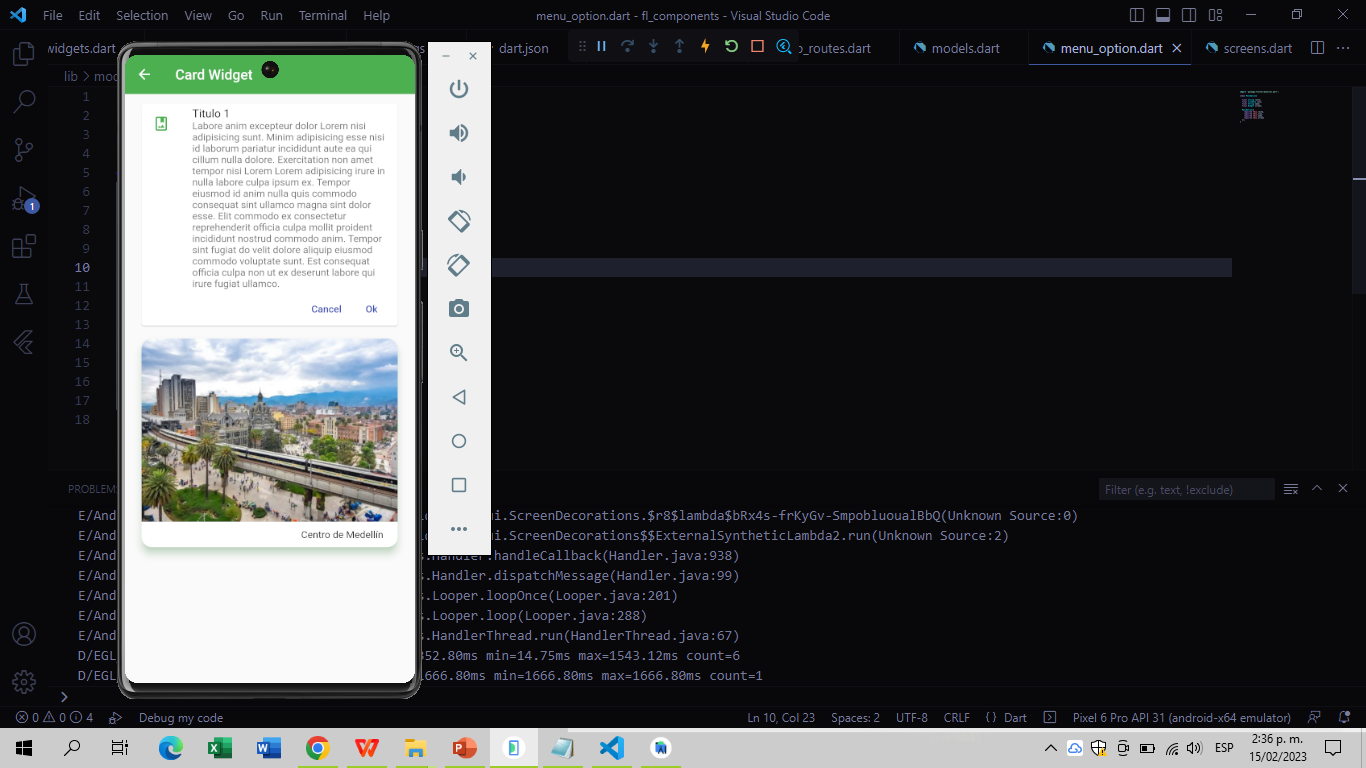 File Edit Selection View Go Run Terminal Help
menu_option.dart - fl_components - Visual Studio Code
widgets.dart
dart.json
_routes.dart
models.dart
menu_option.dart
screens.dart
lib > mod
1
2
3
4
5
6
7
8
9
10
11
12
13
14
15
16
17
18
Card Widget
Titulo 1
Labore anim excepteur dolor Lorem nisi
adipisicing sunt. Minim adipisicing esse nisi
id laborum pariatur incididunt aute ea qui
cillum nulla dolore. Exercitation non amet
tempor nisi Lorem Lorem adipisicing irure in
nulla labore culpa ipsum ex. Tempor
eiusmod id anim nulla quis commodo
consequat sint ullamco magna sint dolor
esse. Elit commodo ex consectetur
reprehenderit officia culpa mollit proident
incididunt nostrud commodo anim. Tempor
sint fugiat do velit dolore aliquip eiusmod
commodo voluptate sunt. Est consequat
officia culpa non ut ex deserunt labore qui
irure fugiat ullamco.
Cancel Ok
Centro de Medellín
1
PROBLEM
Filter (e.g. text, !exclude)
E/And ui.ScreenDecorations.$r8$lambda$bRx4s-frKyGv-SmpobluoualBbQ(Unknown Source:0)
E/And ui.ScreenDecorations$$ExternalSyntheticLambda2.run(Unknown Source:2)
E/And s.Handler.handleCallback(Handler.java:938)
E/And s.Handler.dispatchMessage(Handler.java:99)
E/And s.Looper.loopOnce(Looper.java:201)
E/And s.Looper.loop(Looper.java:288)
E/And s.HandlerThread.run(HandlerThread.java:67)
D/EGL 352.80ms min=14.75ms max=1543.12ms count=6
D/EGL 1666.80ms min=1666.80ms max=1666.80ms count=1
0 0 4 Debug my code
Ln 10, Col 23 Spaces: 2 UTF-8 CRLF {} Dart Pixel 6 Pro API 31 (android-x64 emulator)
ESP
2:36 p. m.
15/02/2023